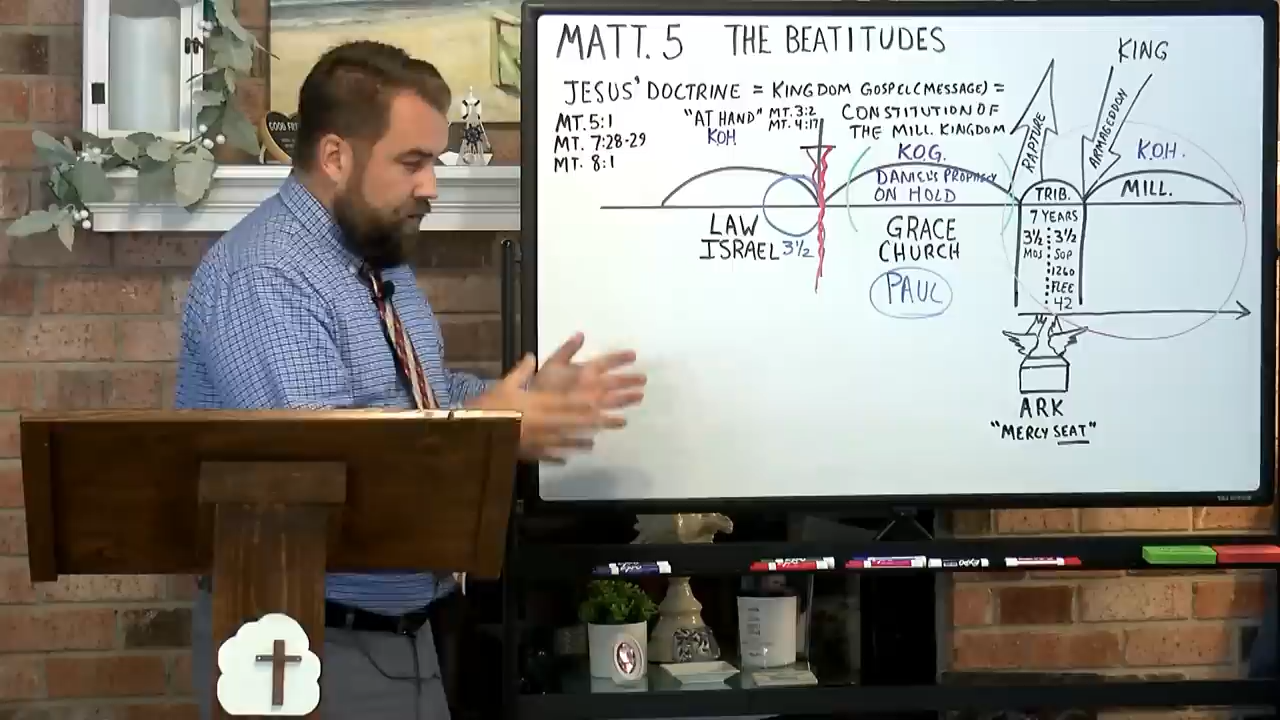 MATT. 5 THE BEATITUDES
JESUS' DOCTRINE = KINGDOM GOSPEL (MESSAGE) =
CONSTITUTION OF
THE MILL. KINGDOM
MT. 5:1
MT. 7:28-29
MT. 8:1
"AT HAND" MT. 3:2
MT. 4:17
KOH
K.O.G.
DANIEL'S PROPHECY
ON HOLD
LAW
ISRAEL 3½
GRACE
CHURCH
PAUL
RAPTURE
KING
ARMAGEDDON
K.O.H.
MILL.
TRIB.
7 YEARS
3½ 3½
MOS SOP
1260
FLEE
42
ARK
"MERCY SEAT"